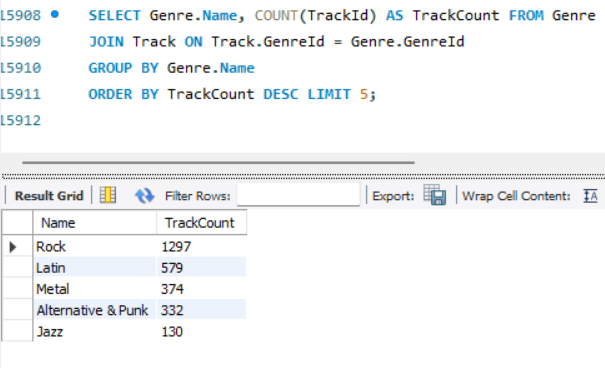 15908 SELECT Genre.Name, COUNT(TrackId) AS TrackCount FROM Genre
15909 JOIN Track ON Track.GenreId = Genre.GenreId
15910 GROUP BY Genre.Name
15911 ORDER BY TrackCount DESC LIMIT 5;
15912
Result Grid Filter Rows: Export: Wrap Cell Content: IA
Name TrackCount
Rock 1297
Latin 579
Metal 374
Alternative & Punk 332
Jazz 130